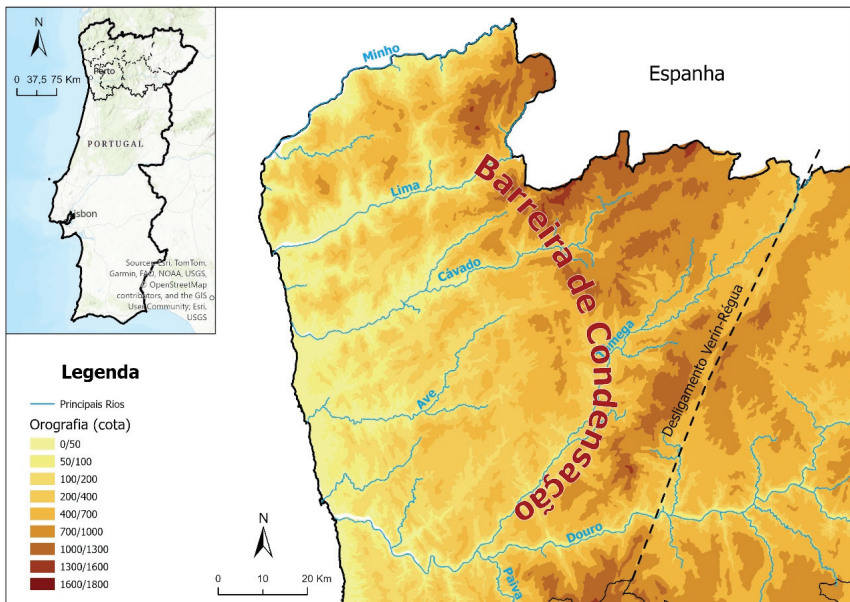 N
0 37,5 75 Km
Porto
PORTUGAL
Lisbon
Sources: Esri, TomTom,
Garmin, FAO, NOAA, USGS,
© OpenStreetMap
contributors, and the GIS
User Community; Esri,
USGS
Legenda
Principais Rios
Orografia (cota)
0/50
50/100
100/200
200/400
400/700
700/1000
1000/1300
1300/1600
1600/1800
Minho
Espanha
Lima
Barreira de Condensação
Cávado
Tâmega
Desligamento Verin-Régua
Ave
Douro
Paiva
N
0 10 20 Km